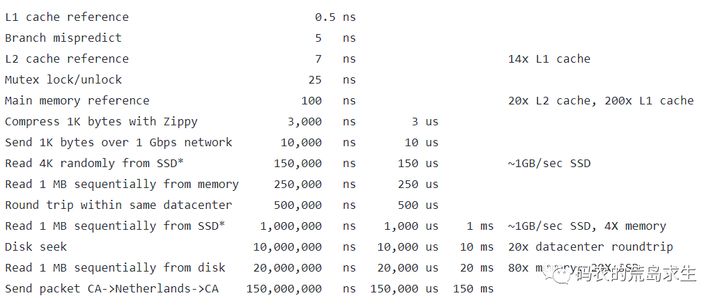 L1 cache reference 0.5 ns
Branch mispredict 5 ns
L2 cache reference 7 ns 14x L1 cache
Mutex lock/unlock 25 ns
Main memory reference 100 ns 20x L2 cache, 200x L1 cache
Compress 1K bytes with Zippy 3,000 ns 3 us
Send 1K bytes over 1 Gbps network 10,000 ns 10 us
Read 4K randomly from SSD* 150,000 ns 150 us ~1GB/sec SSD
Read 1 MB sequentially from memory 250,000 ns 250 us
Round trip within same datacenter 500,000 ns 500 us
Read 1 MB sequentially from SSD* 1,000,000 ns 1,000 us 1 ms ~1GB/sec SSD, 4X memory
Disk seek 10,000,000 ns 10,000 us 10 ms 20x datacenter roundtrip
Read 1 MB sequentially from disk 20,000,000 ns 20,000 us 20 ms 80x memory, 20X SSD
Send packet CA->Netherlands->CA 150,000,000 ns 150,000 us 150 ms
码农的荒岛求生